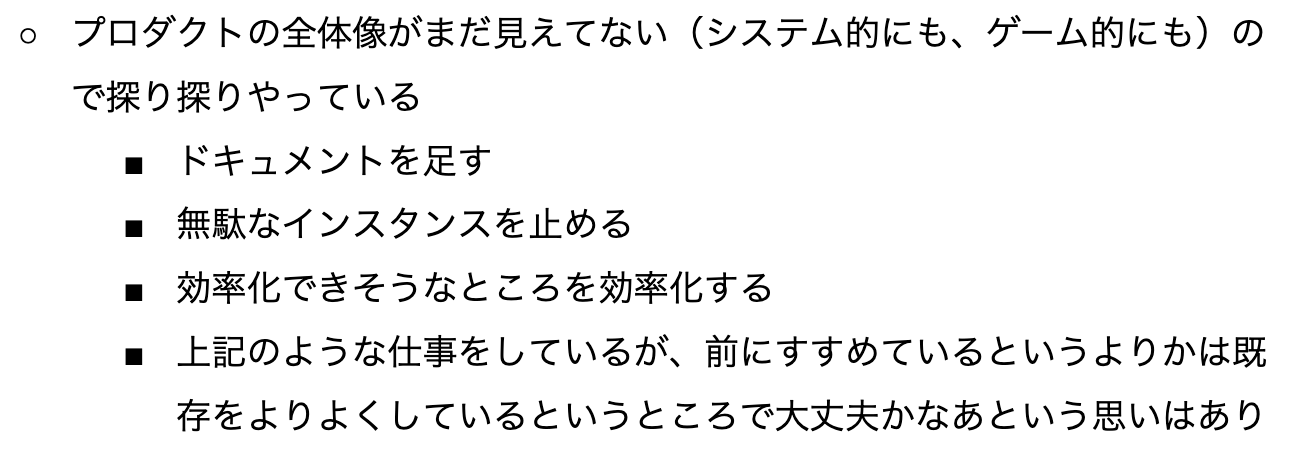 ○ プロダクトの全体像がまだ見えてない（システム的にも、ゲーム的にも）の
で探り探りやっている
■ ドキュメントを足す
■ 無駄なインスタンスを止める
■ 効率化できそうなところを効率化する
■ 上記のような仕事をしているが、前にすすめているというよりかは既
存をよりよくしているというところで大丈夫かなあという思いはあり